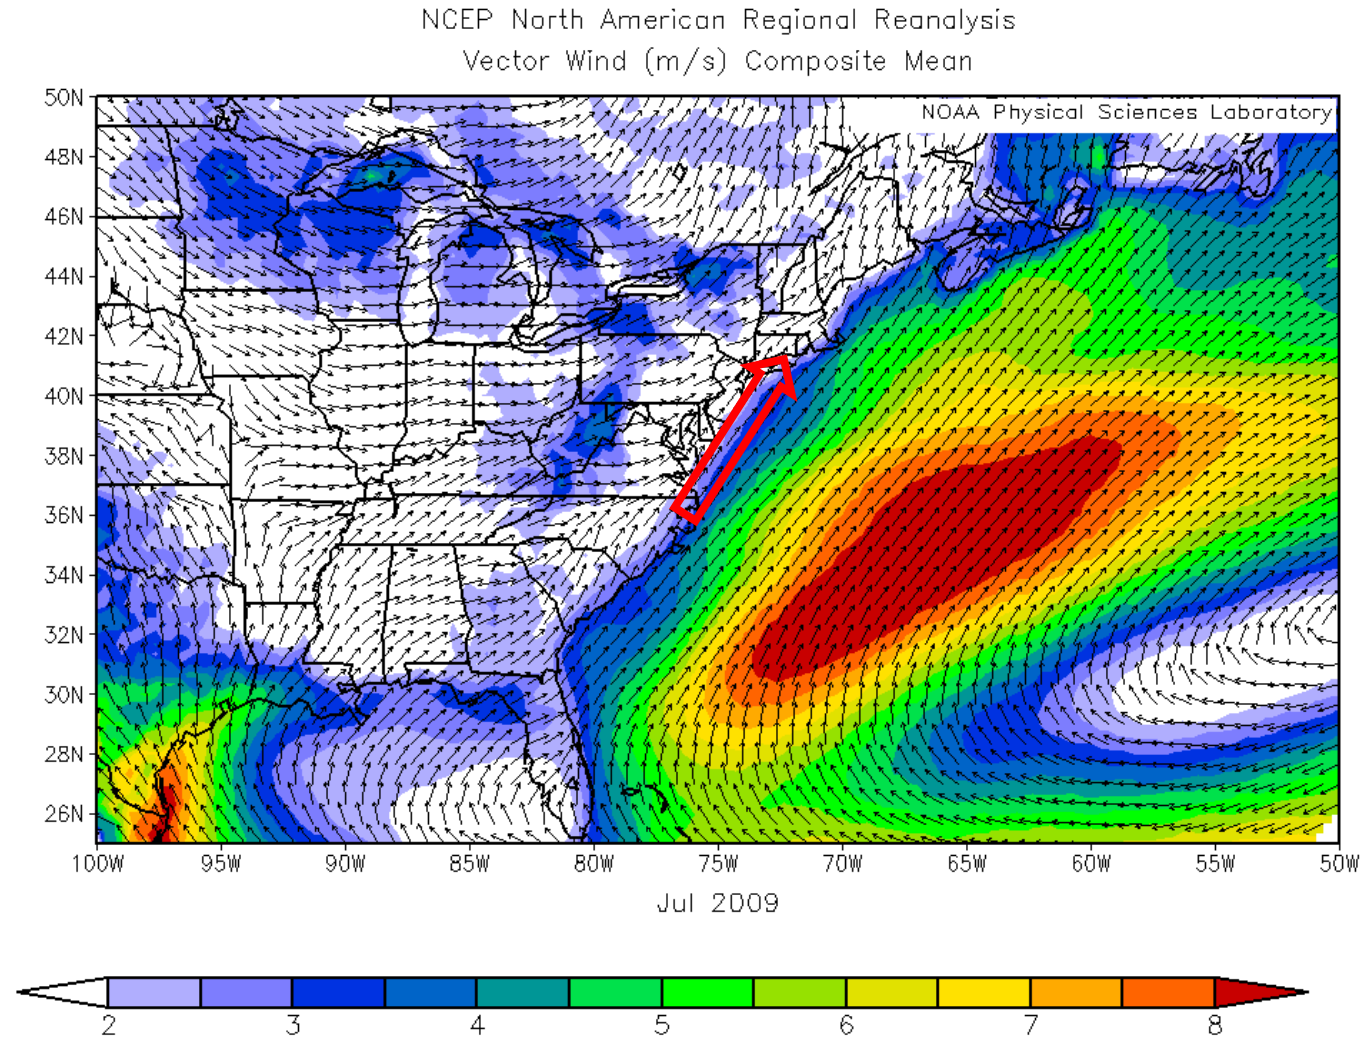 NCEP North American Regional Reanalysis
Vector Wind (m/s) Composite Mean
NOAA Physical Sciences Laboratory
50N
48N
46N
44N
42N
40N
38N
36N
34N
32N
30N
28N
26N
100W 95W 90W 85W 80W 75W 70W 65W 60W 55W 50W
Jul 2009
2 3 4 5 6 7 8